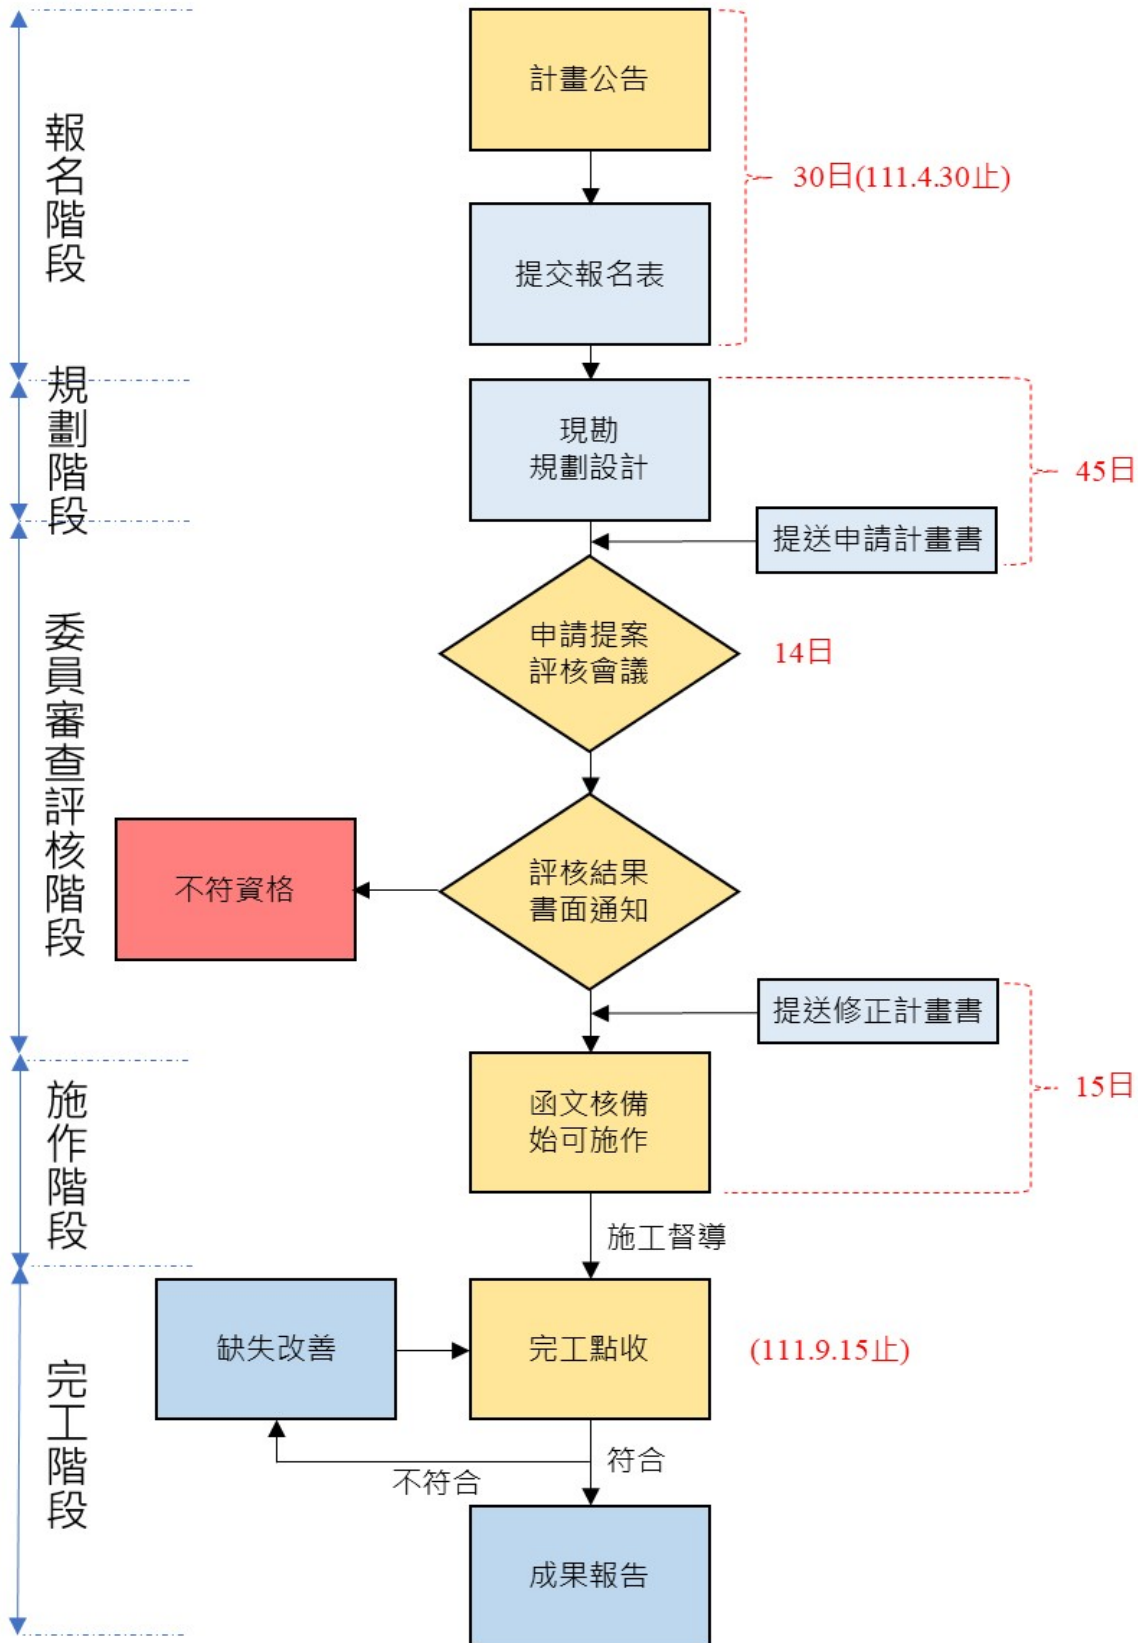 報名階段
計畫公告
30日(111.4.30止)
提交報名表
規劃階段
現勘
規劃設計
45日
提送申請計畫書
委員審查評核階段
申請提案
評核會議
14日
不符資格
評核結果
書面通知
提送修正計畫書
施作階段
函文核備
始可施作
15日
施工督導
完工階段
缺失改善
完工點收
(111.9.15止)
符合
不符合
成果報告